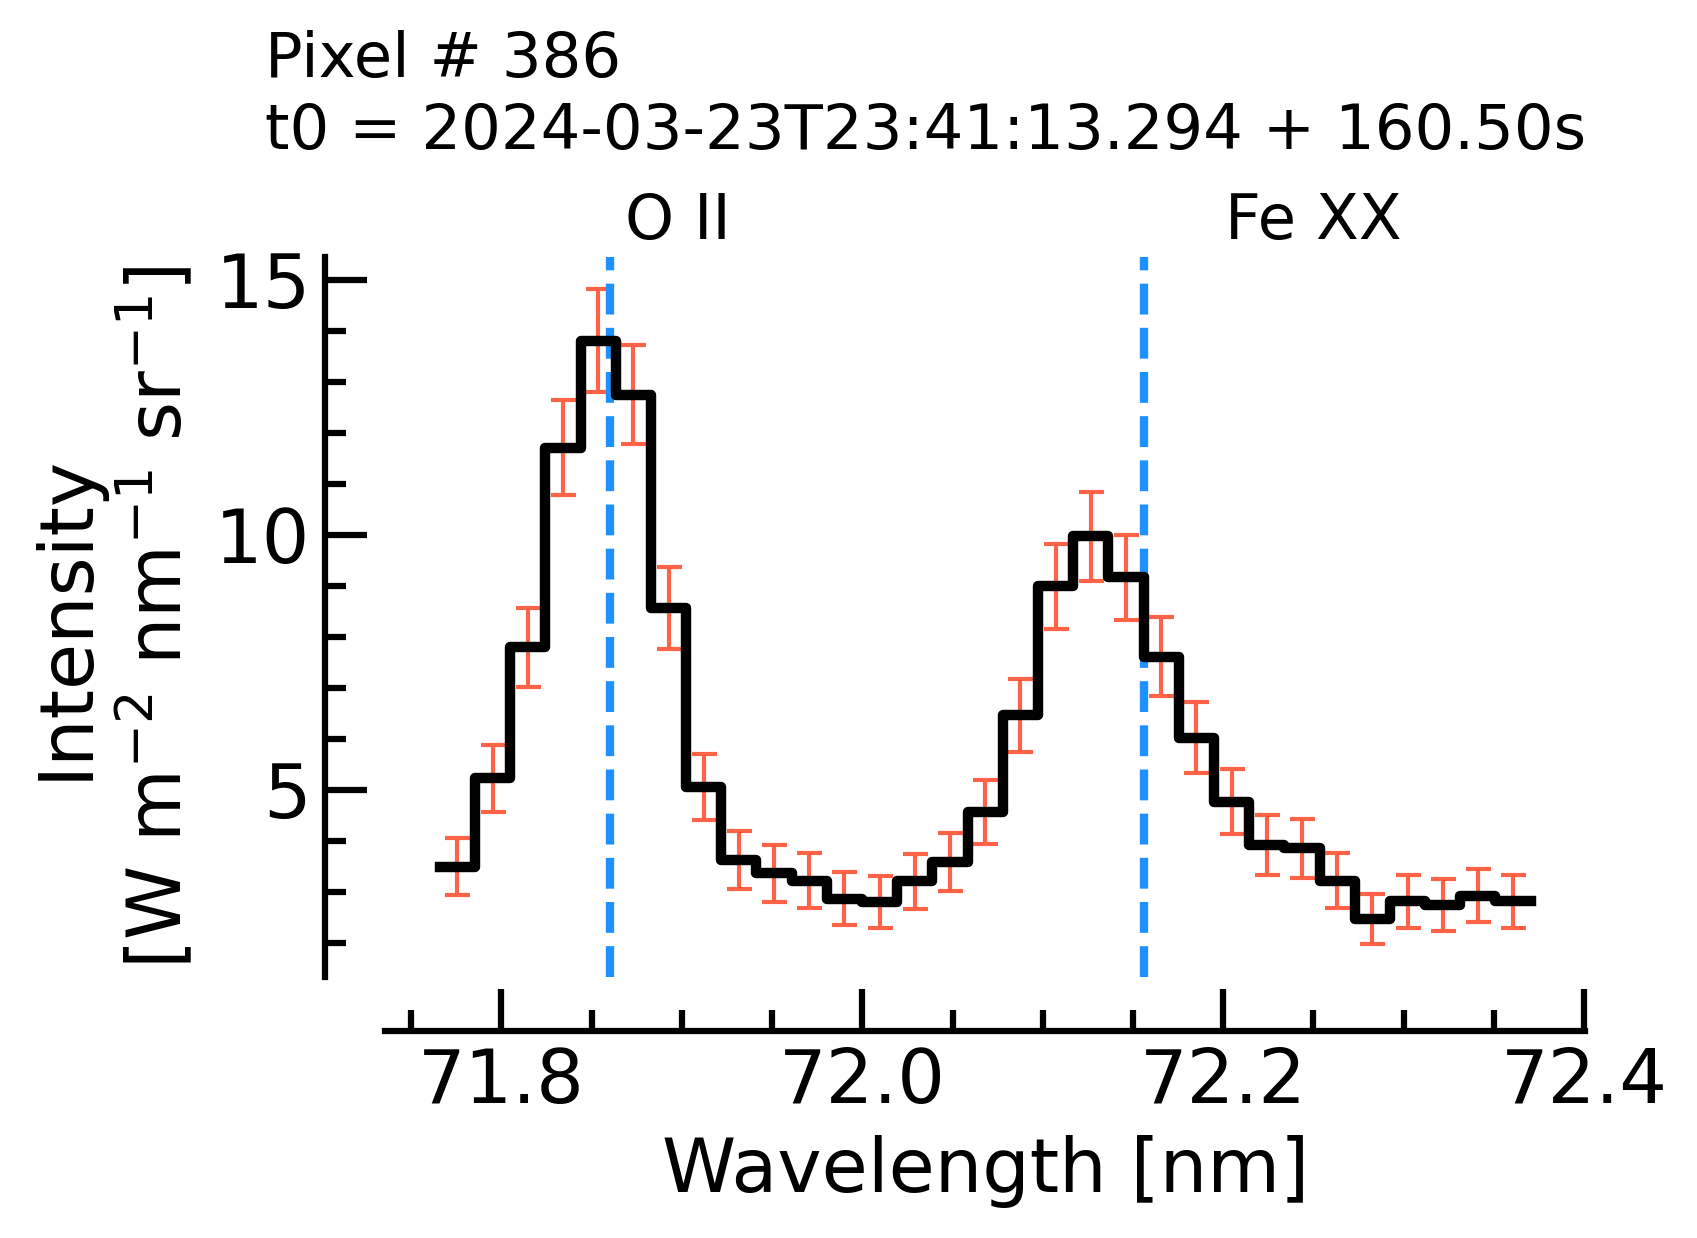 Pixel # 386
t0 = 2024-03-23T23:41:13.294 + 160.50s
O II
Fe XX
Intensity
[W m⁻² nm⁻¹ sr⁻¹]
15
10
5
71.8
72.0
72.2
72.4
Wavelength [nm]